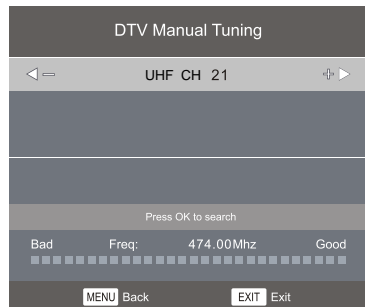 DTV Manual Tuning
UHF CH 21
Press OK to search
Bad Freq: 474.00Mhz Good
MENU Back EXIT Exit